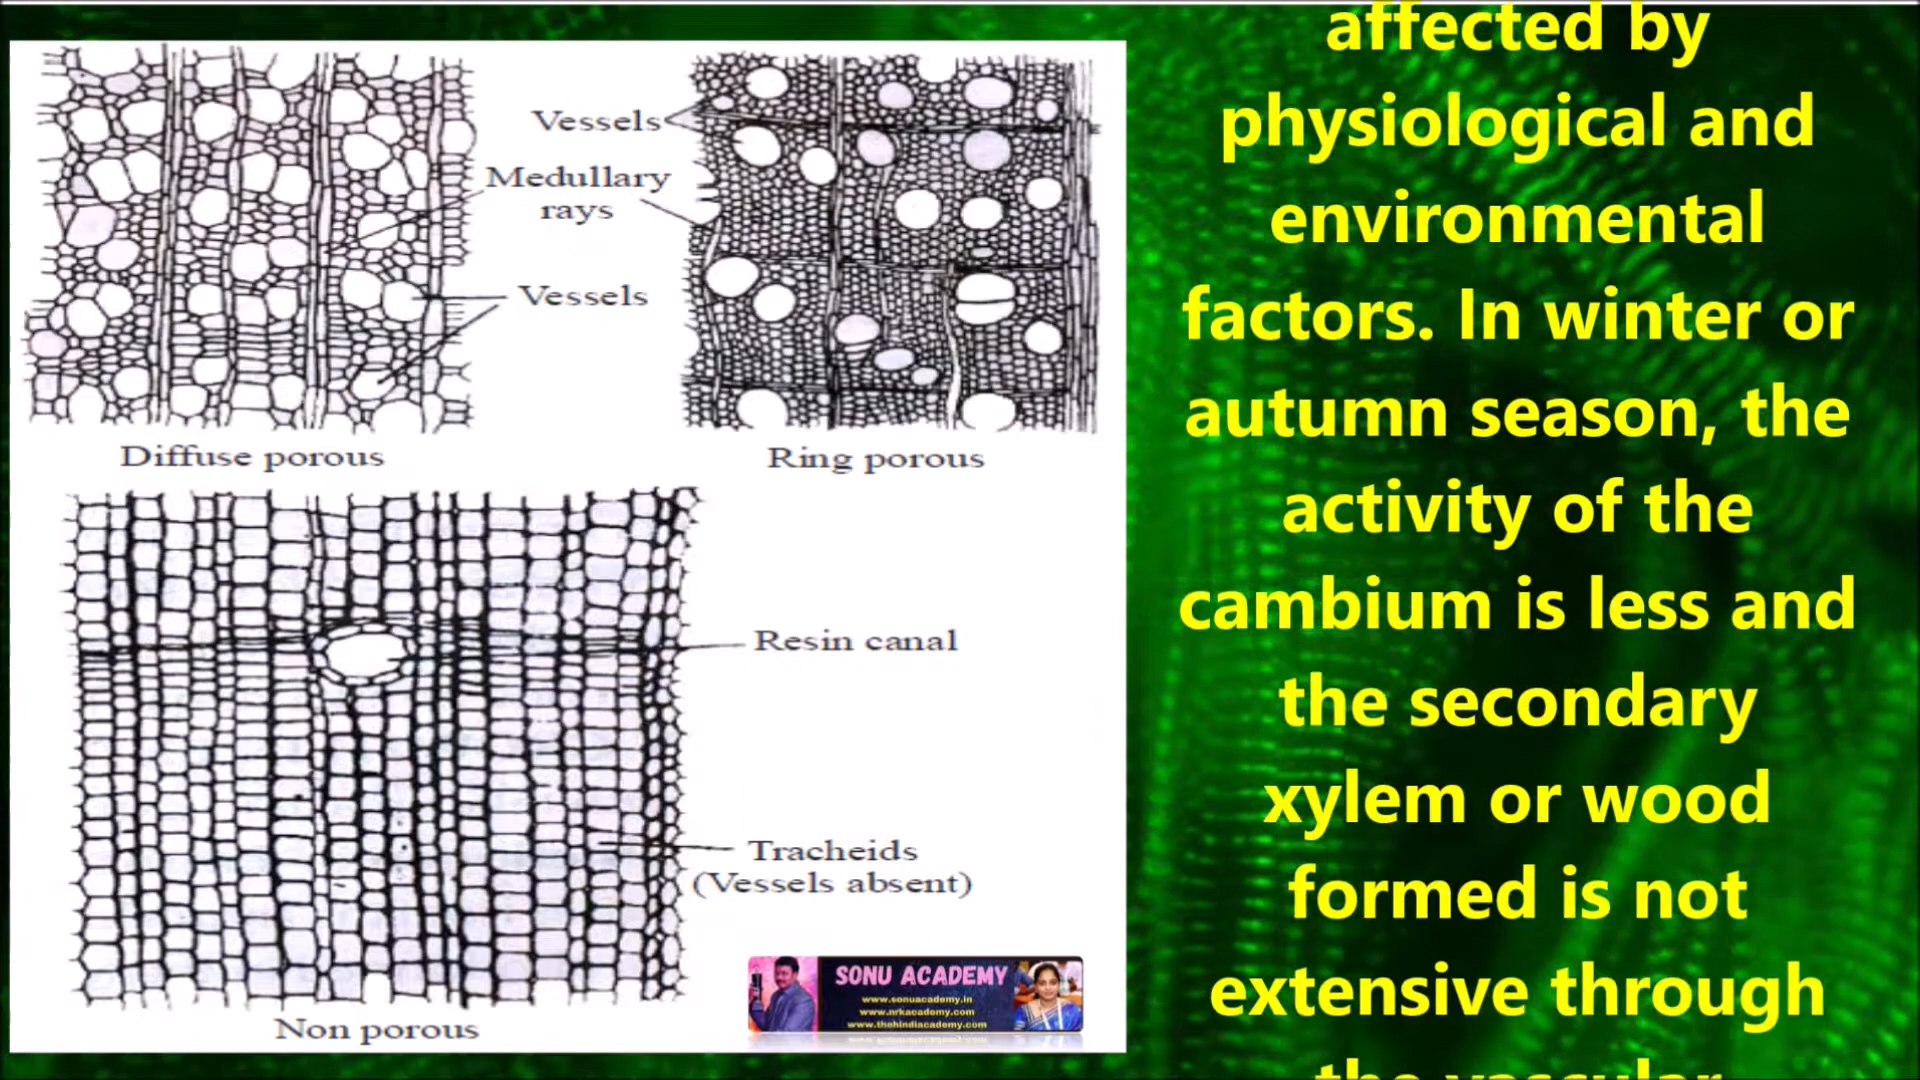 Vessels
Medullary
rays
Vessels
Diffuse porous
Ring porous
Resin canal
Tracheids
(Vessels absent)
Non porous
SONU ACADEMY
www.sonuacademy.in
www.nrkacademy.com
www.thehindiacademy.com
affected by
physiological and
environmental
factors. In winter or
autumn season, the
activity of the
cambium is less and
the secondary
xylem or wood
formed is not
extensive through
the vascular